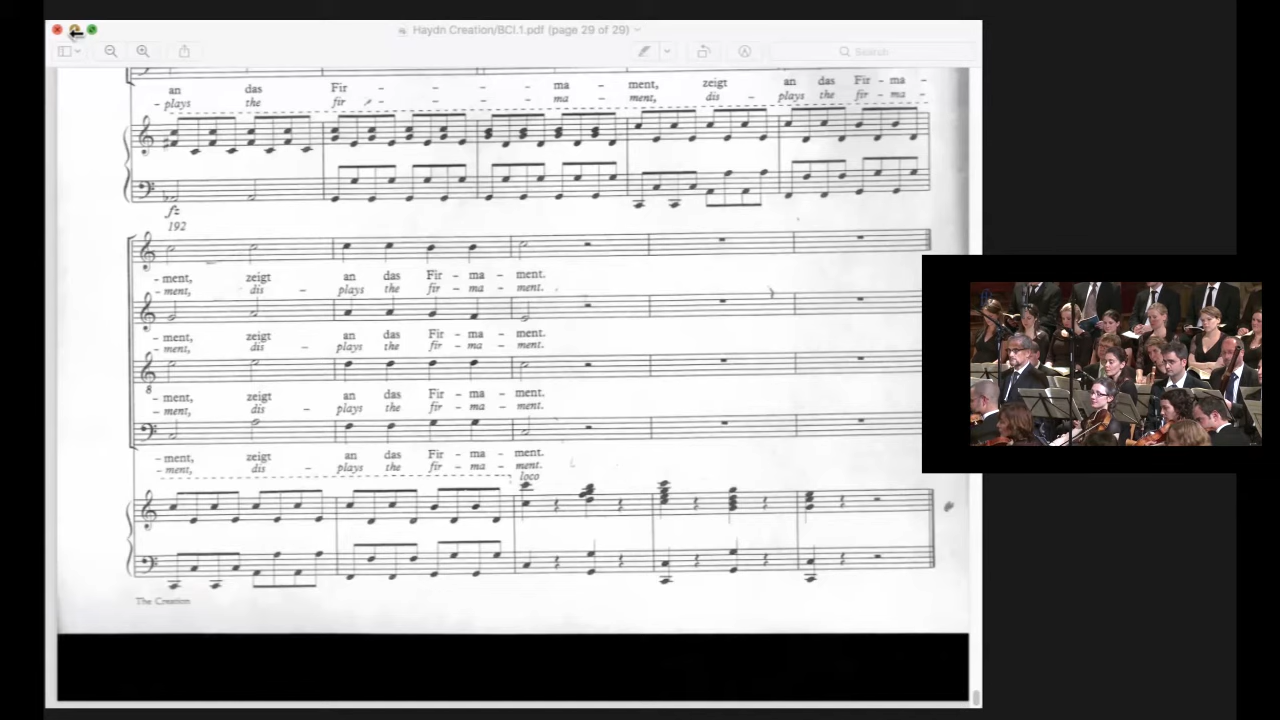 Haydn Creation/BCI.1.pdf (page 29 of 29)
Search
an das Fir - - - - ma - ment, zeigt an das Fir - ma -
- plays the fir - - - - ma - ment, dis - plays the fir - ma -
fz
192
- ment, zeigt an das Fir - ma - ment.
- ment, dis - plays the fir - ma - ment.
- ment, zeigt an das Fir - ma - ment.
- ment, dis - plays the fir - ma - ment.
8
- ment, zeigt an das Fir - ma - ment.
- ment, dis - plays the fir - ma - ment.
- ment, zeigt an das Fir - ma - ment.
- ment, dis - plays the fir - ma - ment.
loco
The Creation